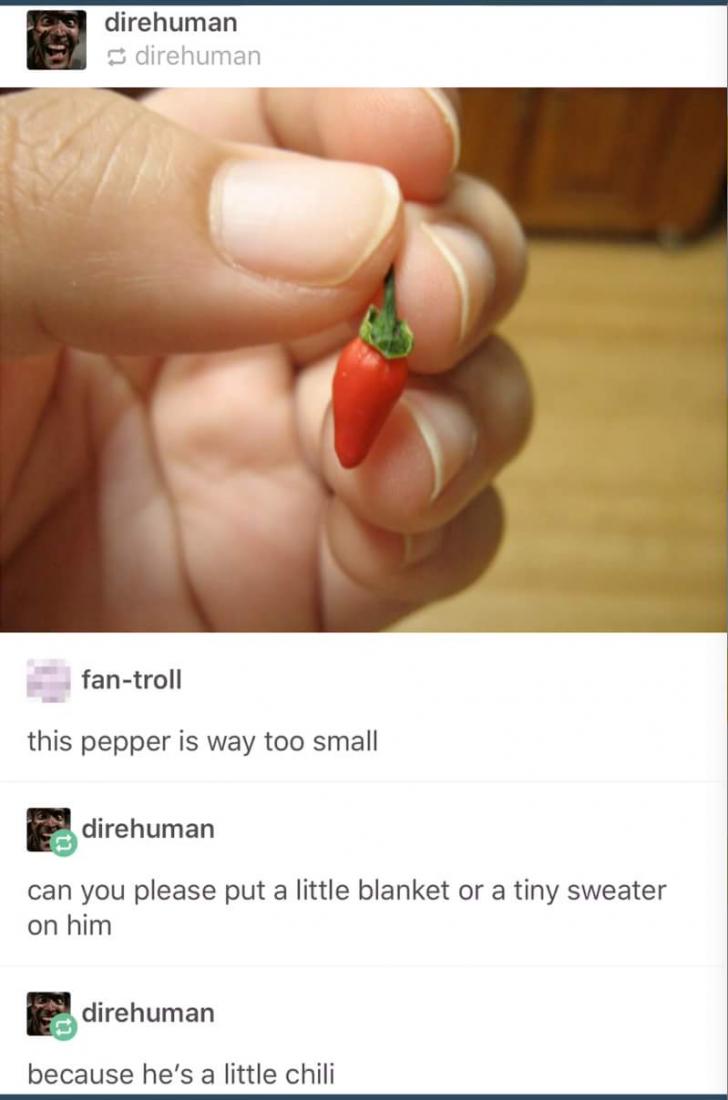 direhuman
direhuman
fan-troll
this pepper is way too small
direhuman
can you please put a little blanket or a tiny sweater
on him
direhuman
because he's a little chili